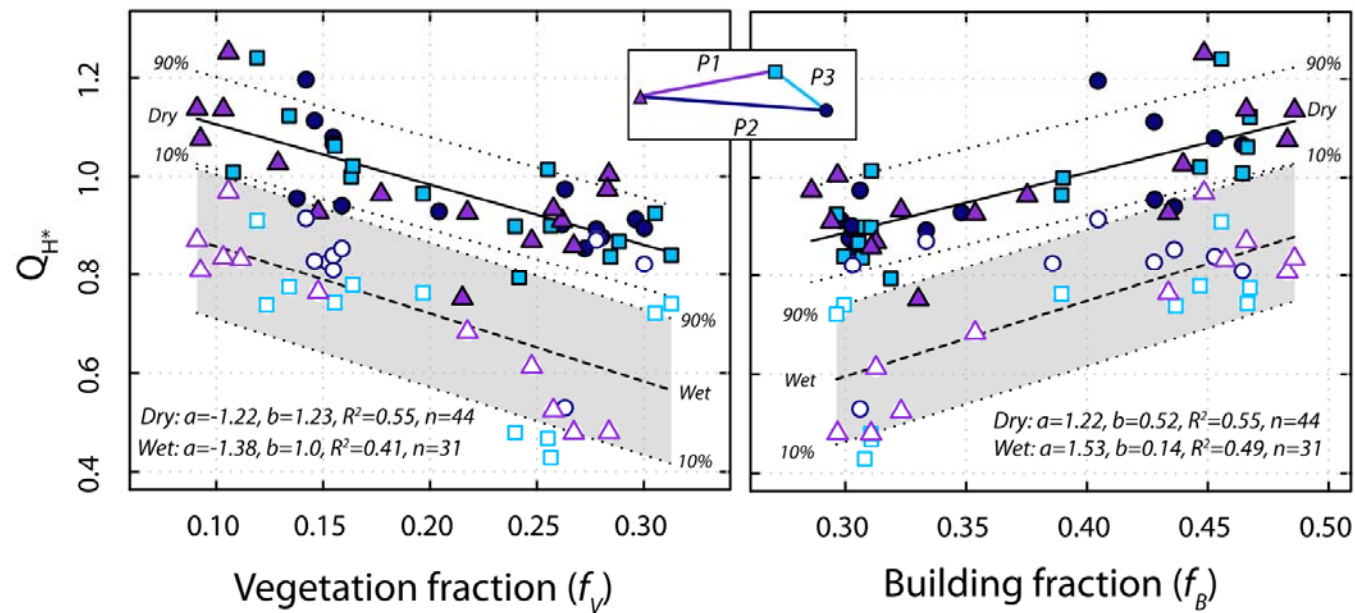 90%
Dry
10%
90%
Wet
10%
Dry: a=-1.22, b=1.23, R²=0.55, n=44
Wet: a=-1.38, b=1.0, R²=0.41, n=31
P1
P3
P2
90%
Dry
10%
90%
Wet
10%
Dry: a=1.22, b=0.52, R²=0.55, n=44
Wet: a=1.53, b=0.14, R²=0.49, n=31
Q_H*
1.2
1.0
0.8
0.6
0.4
0.10 0.15 0.20 0.25 0.30
0.30 0.35 0.40 0.45 0.50
Vegetation fraction (f_V)
Building fraction (f_B)